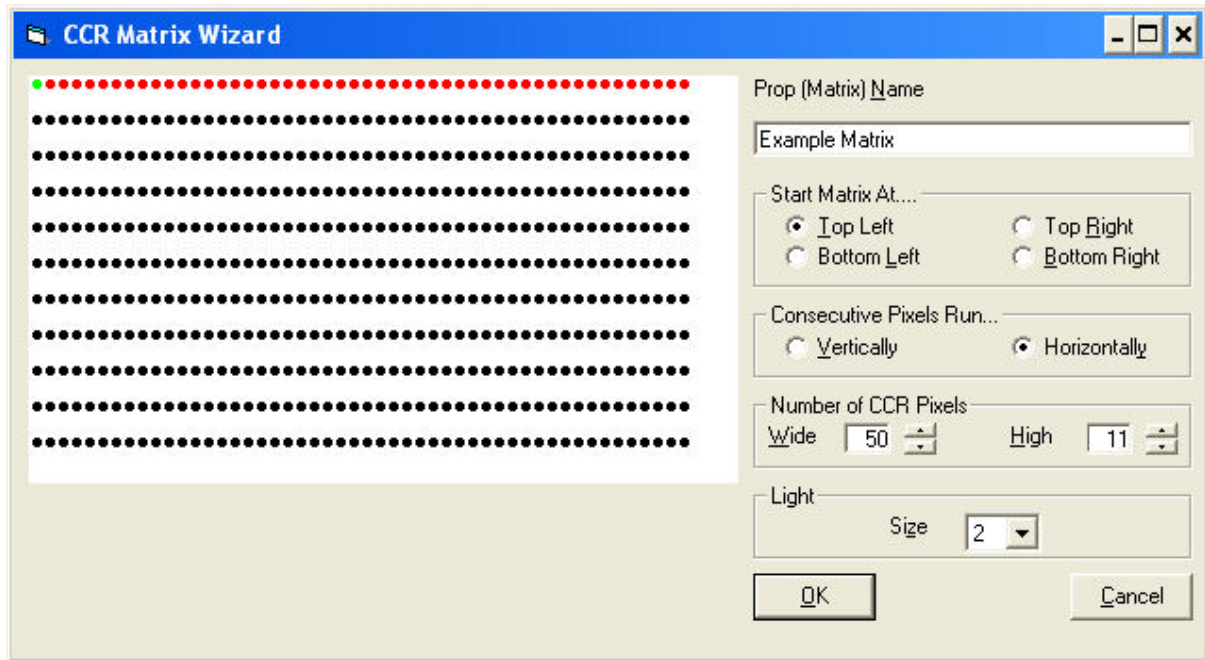 CCR Matrix Wizard
Prop (Matrix) Name
Example Matrix
Start Matrix At....
Top Left Top Right
Bottom Left Bottom Right
Consecutive Pixels Run...
Vertically Horizontally
Number of CCR Pixels
Wide 50 High 11
Light
Size 2
OK Cancel